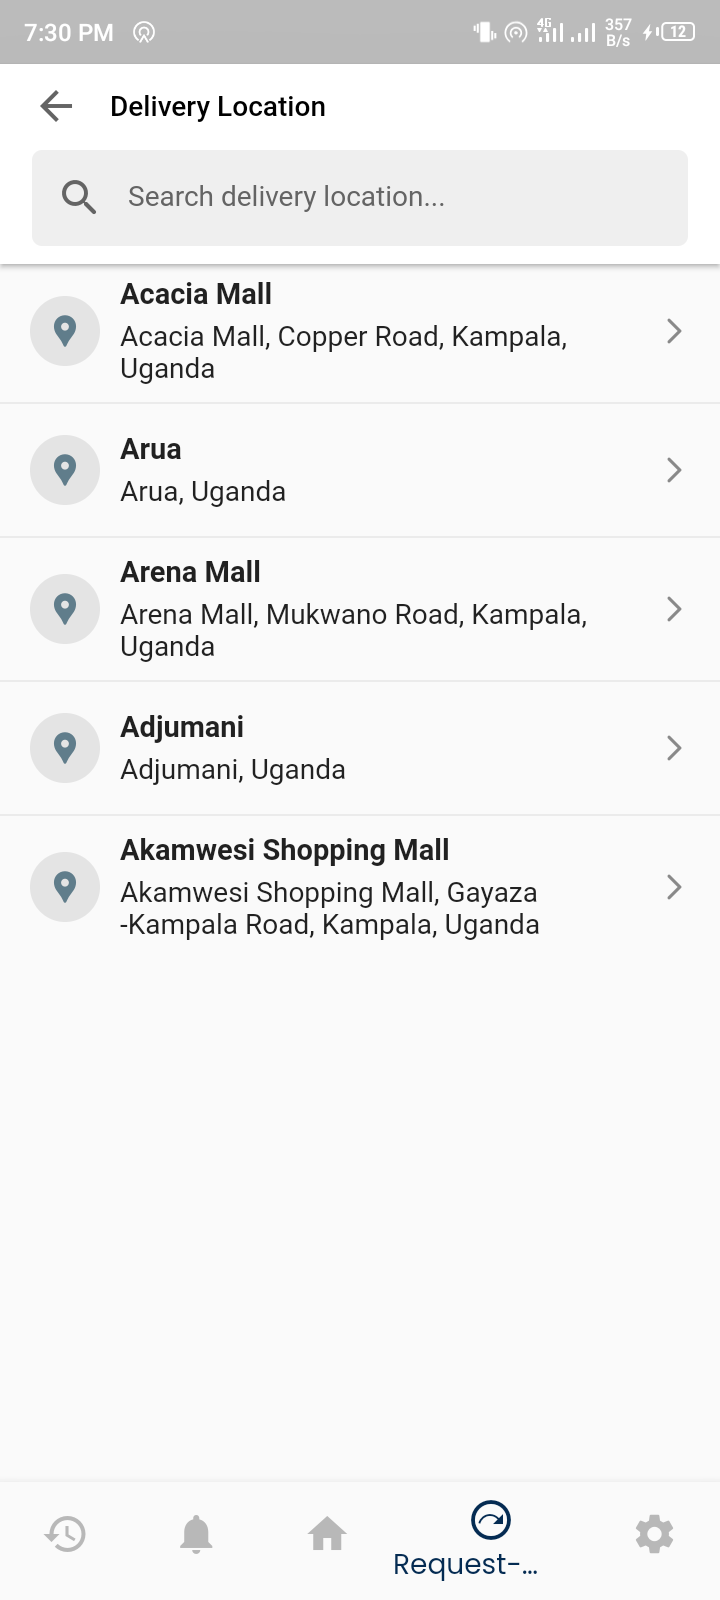 7:30 PM
4G
357
B/s
12
Delivery Location
Search delivery location...
Acacia Mall
Acacia Mall, Copper Road, Kampala,
Uganda
Arua
Arua, Uganda
Arena Mall
Arena Mall, Mukwano Road, Kampala,
Uganda
Adjumani
Adjumani, Uganda
Akamwesi Shopping Mall
Akamwesi Shopping Mall, Gayaza
-Kampala Road, Kampala, Uganda
Request-...